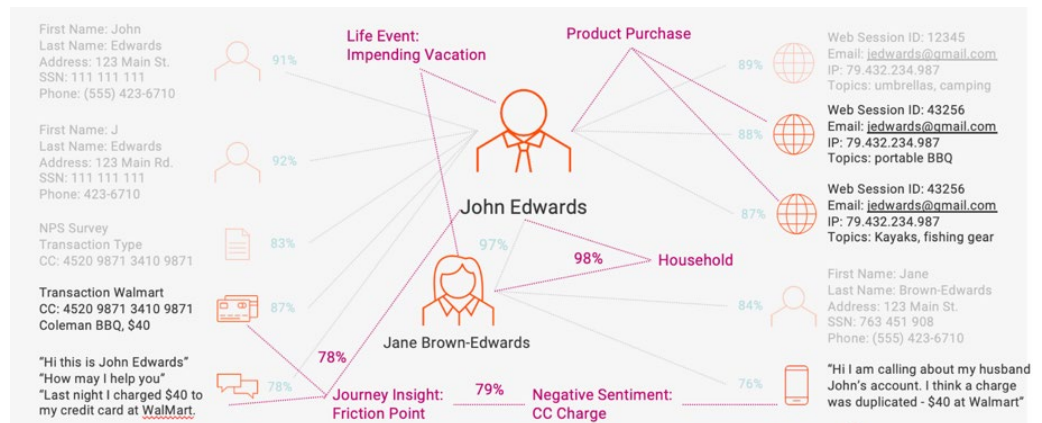 First Name: John
Last Name: Edwards
Address: 123 Main St.
SSN: 111 111 111
Phone: (555) 423-6710
91%
First Name: J
Last Name: Edwards
Address: 123 Main Rd.
SSN: 111 111 111
Phone: 423-6710
92%
NPS Survey
Transaction Type
CC: 4520 9871 3410 9871
83%
Transaction Walmart
CC: 4520 9871 3410 9871
Coleman BBQ, $40
87%
"Hi this is John Edwards"
"How may I help you"
"Last night I charged $40 to
my credit card at WalMart.
78%
Life Event:
Impending Vacation
Product Purchase
John Edwards
97%
98%
Household
Jane Brown-Edwards
78%
Journey Insight:
Friction Point
79%
Negative Sentiment:
CC Charge
89%
Web Session ID: 12345
Email: jedwards@gmail.com
IP: 79.432.234.987
Topics: umbrellas, camping
88%
Web Session ID: 43256
Email: jedwards@gmail.com
IP: 79.432.234.987
Topics: portable BBQ
87%
Web Session ID: 43256
Email: jedwards@gmail.com
IP: 79.432.234.987
Topics: Kayaks, fishing gear
84%
First Name: Jane
Last Name: Brown-Edwards
Address: 123 Main St.
SSN: 763 451 908
Phone: (555) 423-6710
76%
"Hi I am calling about my husband
John's account. I think a charge
was duplicated - $40 at Walmart"